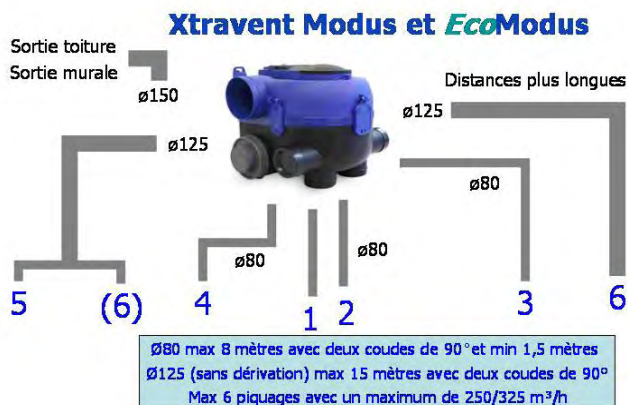 Xtravent Modus et EcoModus
Sortie toiture
Sortie murale
ø150
Distances plus longues
ø125
ø125
ø80
ø80
ø80
5
(6)
4
1
2
3
6
Ø80 max 8 mètres avec deux coudes de 90° et min 1,5 mètres
Ø125 (sans dérivation) max 15 mètres avec deux coudes de 90°
Max 6 piquages avec un maximum de 250/325 m³/h